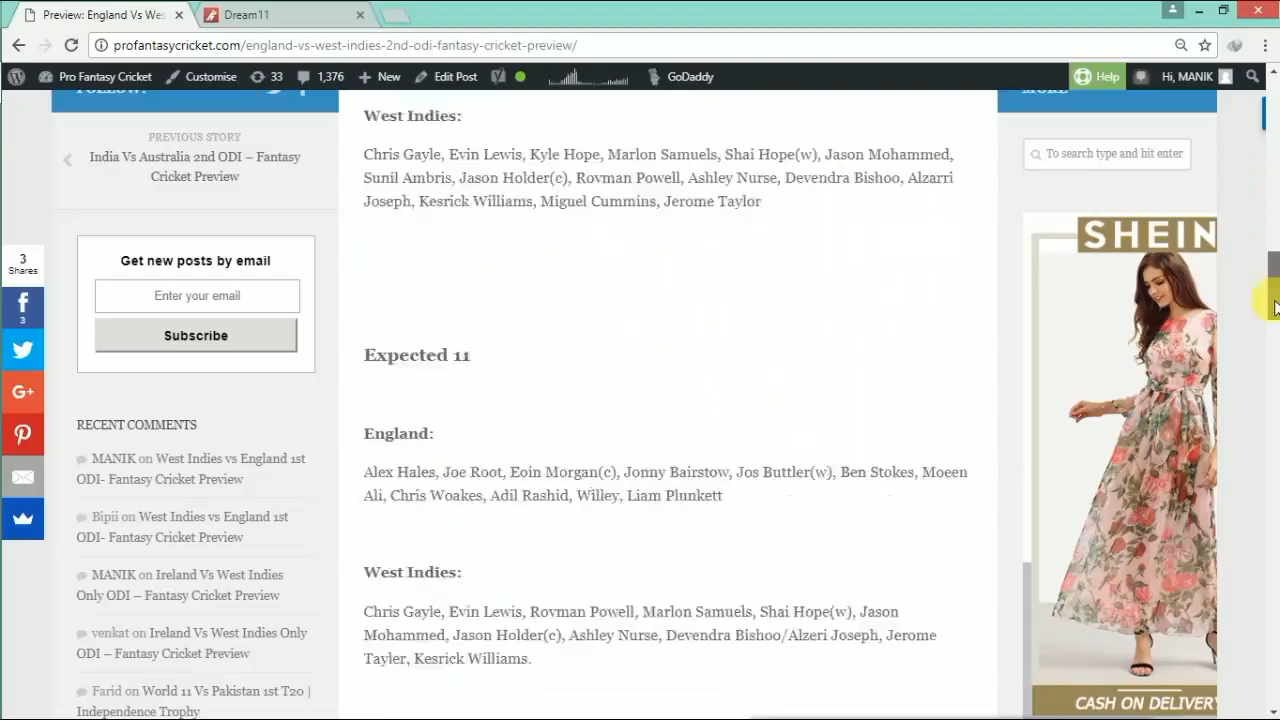 Preview: England Vs Wes
Dream11
profantasycricket.com/england-vs-west-indies-2nd-odi-fantasy-cricket-preview/
Pro Fantasy Cricket
Customise
33
1,376
New
Edit Post
GoDaddy
Help
Hi, MANIK
FOLLOW:
MORE
PREVIOUS STORY
India Vs Australia 2nd ODI – Fantasy
Cricket Preview
3
Shares
3
G+
Get new posts by email
Enter your email
Subscribe
RECENT COMMENTS
MANIK on West Indies vs England 1st
ODI- Fantasy Cricket Preview
Bipii on West Indies vs England 1st
ODI- Fantasy Cricket Preview
MANIK on Ireland Vs West Indies
Only ODI – Fantasy Cricket Preview
venkat on Ireland Vs West Indies Only
ODI – Fantasy Cricket Preview
Farid on World 11 Vs Pakistan 1st T20 |
Independence Trophy
West Indies:
Chris Gayle, Evin Lewis, Kyle Hope, Marlon Samuels, Shai Hope(w), Jason Mohammed,
Sunil Ambris, Jason Holder(c), Rovman Powell, Ashley Nurse, Devendra Bishoo, Alzarri
Joseph, Kesrick Williams, Miguel Cummins, Jerome Taylor
Expected 11
England:
Alex Hales, Joe Root, Eoin Morgan(c), Jonny Bairstow, Jos Buttler(w), Ben Stokes, Moeen
Ali, Chris Woakes, Adil Rashid, Willey, Liam Plunkett
West Indies:
Chris Gayle, Evin Lewis, Rovman Powell, Marlon Samuels, Shai Hope(w), Jason
Mohammed, Jason Holder(c), Ashley Nurse, Devendra Bishoo/Alzeri Joseph, Jerome
Tayler, Kesrick Williams.
To search type and hit enter
SHEIN
CASH ON DELIVERY